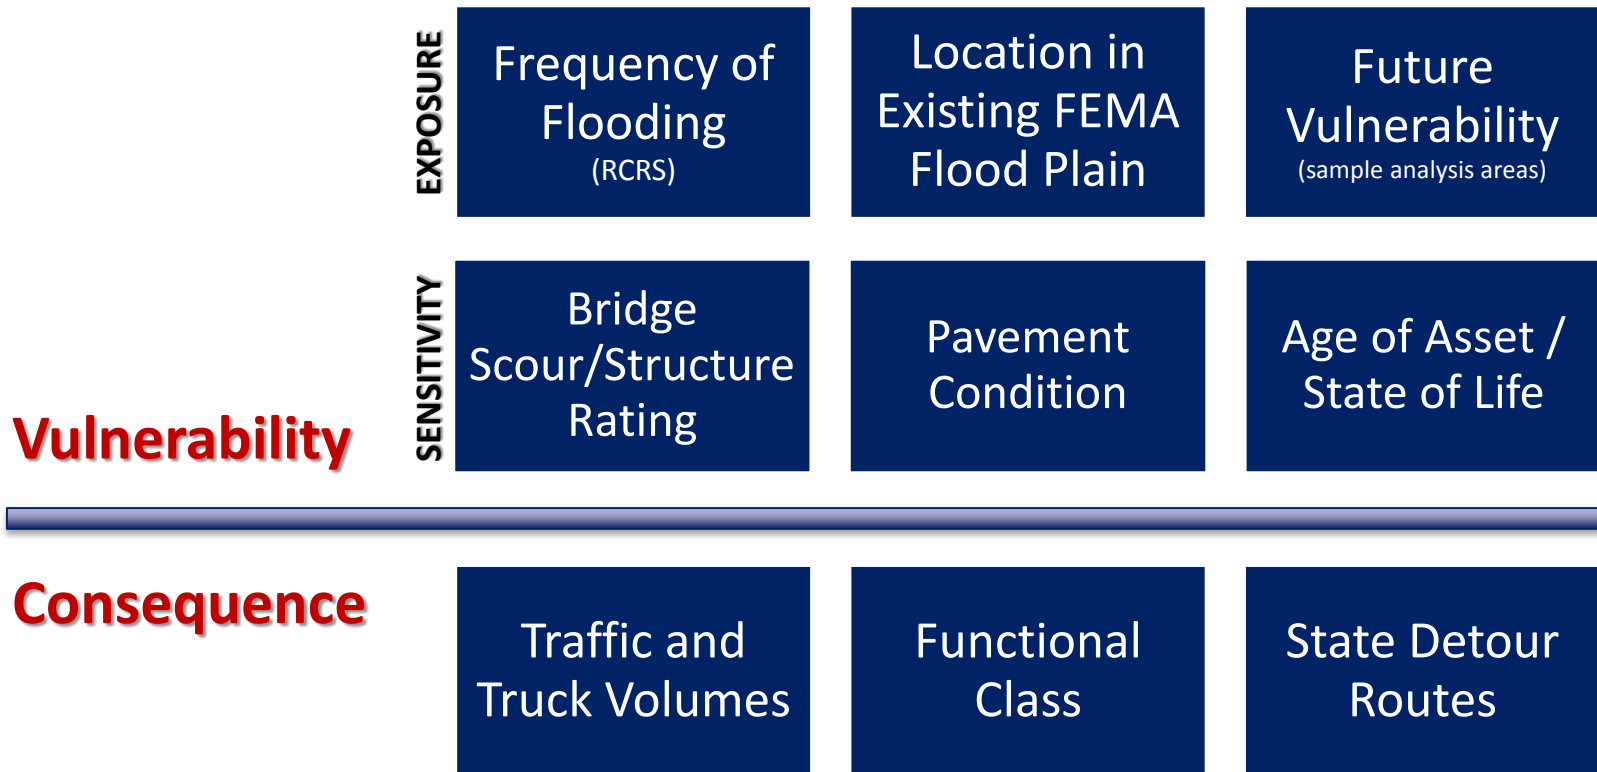 EXPOSURE
Frequency of
Flooding
(RCRS)
Location in
Existing FEMA
Flood Plain
Future
Vulnerability
(sample analysis areas)
SENSITIVITY
Bridge
Scour/Structure
Rating
Pavement
Condition
Age of Asset /
State of Life
Vulnerability
Consequence
Traffic and
Truck Volumes
Functional
Class
State Detour
Routes